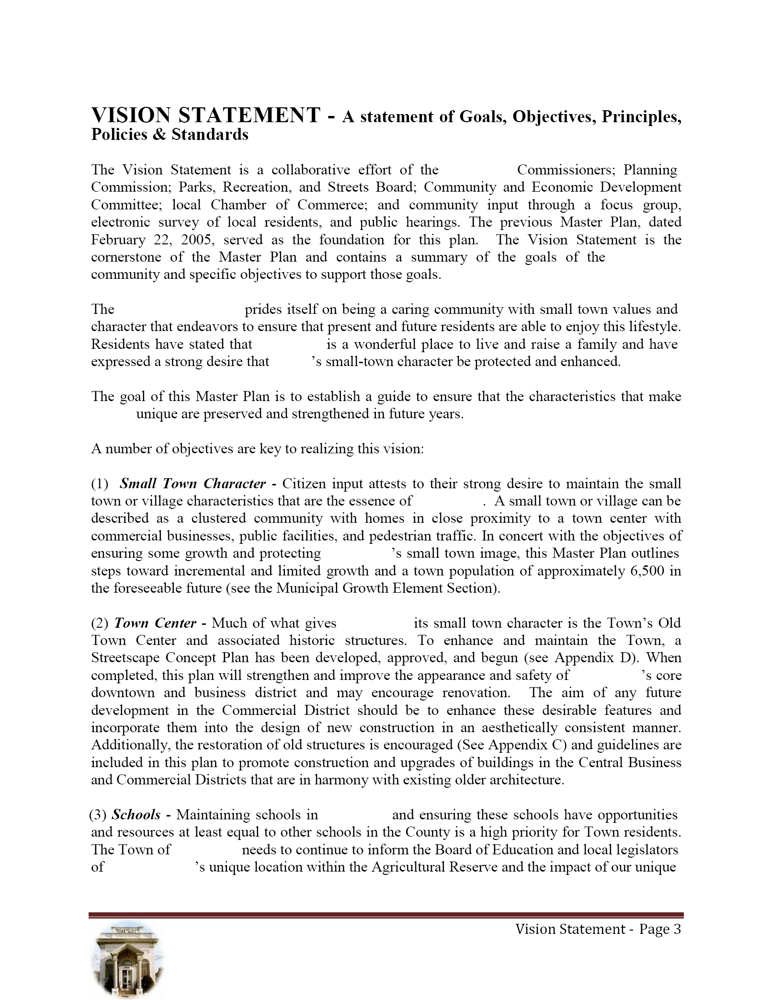 VISION STATEMENT - A statement of Goals, Objectives, Principles,
Policies & Standards
The Vision Statement is a collaborative effort of the Commissioners; Planning
Commission; Parks, Recreation, and Streets Board; Community and Economic Development
Committee; local Chamber of Commerce; and community input through a focus group,
electronic survey of local residents, and public hearings. The previous Master Plan, dated
February 22, 2005, served as the foundation for this plan. The Vision Statement is the
cornerstone of the Master Plan and contains a summary of the goals of the
community and specific objectives to support those goals.
The prides itself on being a caring community with small town values and
character that endeavors to ensure that present and future residents are able to enjoy this lifestyle.
Residents have stated that is a wonderful place to live and raise a family and have
expressed a strong desire that ’s small-town character be protected and enhanced.
The goal of this Master Plan is to establish a guide to ensure that the characteristics that make
unique are preserved and strengthened in future years.
A number of objectives are key to realizing this vision:
(1) Small Town Character - Citizen input attests to their strong desire to maintain the small
town or village characteristics that are the essence of . A small town or village can be
described as a clustered community with homes in close proximity to a town center with
commercial businesses, public facilities, and pedestrian traffic. In concert with the objectives of
ensuring some growth and protecting ’s small town image, this Master Plan outlines
steps toward incremental and limited growth and a town population of approximately 6,500 in
the foreseeable future (see the Municipal Growth Element Section).
(2) Town Center - Much of what gives its small town character is the Town’s Old
Town Center and associated historic structures. To enhance and maintain the Town, a
Streetscape Concept Plan has been developed, approved, and begun (see Appendix D). When
completed, this plan will strengthen and improve the appearance and safety of ’s core
downtown and business district and may encourage renovation. The aim of any future
development in the Commercial District should be to enhance these desirable features and
incorporate them into the design of new construction in an aesthetically consistent manner.
Additionally, the restoration of old structures is encouraged (See Appendix C) and guidelines are
included in this plan to promote construction and upgrades of buildings in the Central Business
and Commercial Districts that are in harmony with existing older architecture.
(3) Schools - Maintaining schools in and ensuring these schools have opportunities
and resources at least equal to other schools in the County is a high priority for Town residents.
The Town of needs to continue to inform the Board of Education and local legislators
of ’s unique location within the Agricultural Reserve and the impact of our unique
Vision Statement - Page 3